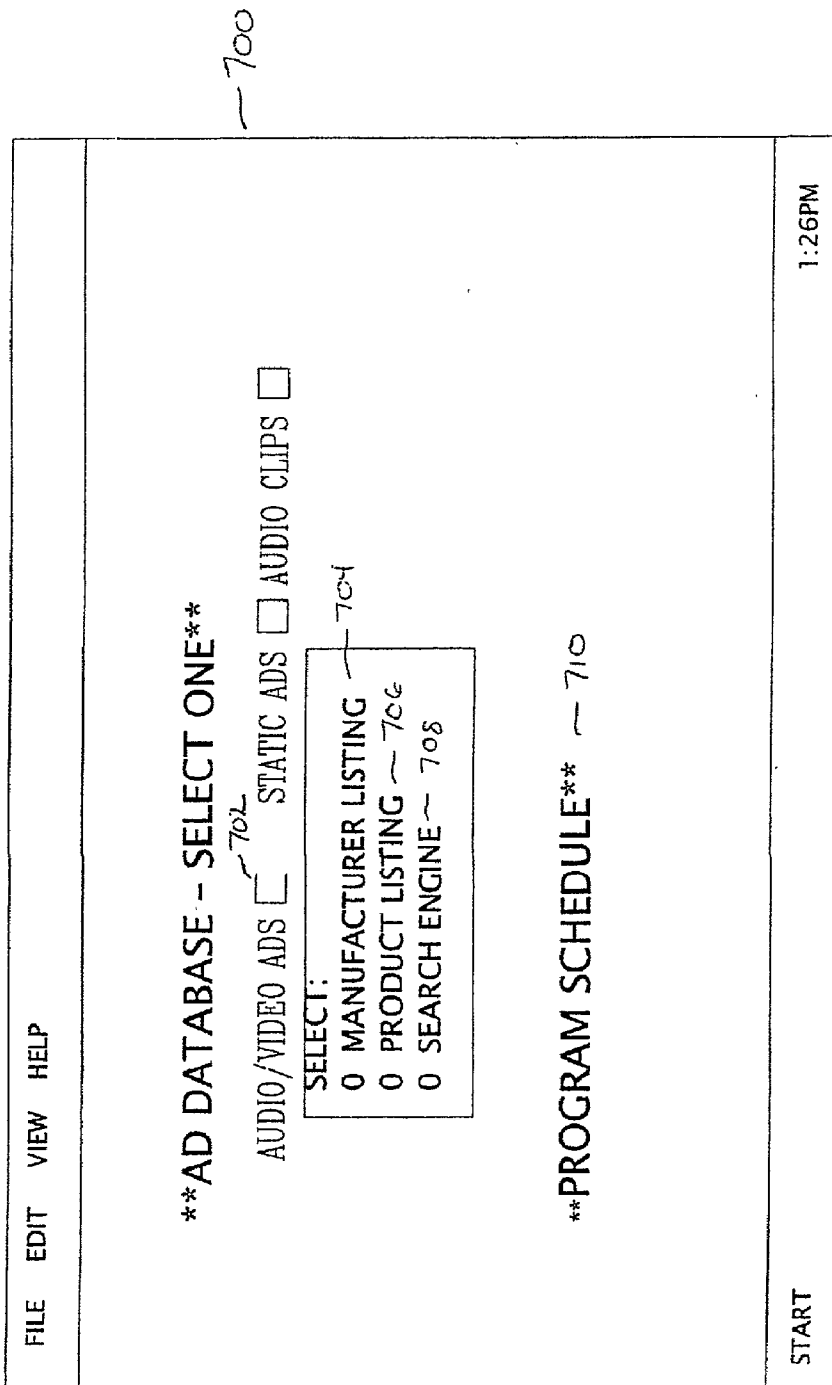 FILE EDIT VIEW HELP
~700
**AD DATABASE - SELECT ONE**
~702
AUDIO/VIDEO ADS STATIC ADS AUDIO CLIPS
SELECT:
0 MANUFACTURER LISTING ~704
0 PRODUCT LISTING ~706
0 SEARCH ENGINE ~708
**PROGRAM SCHEDULE** ~710
START 1:26PM